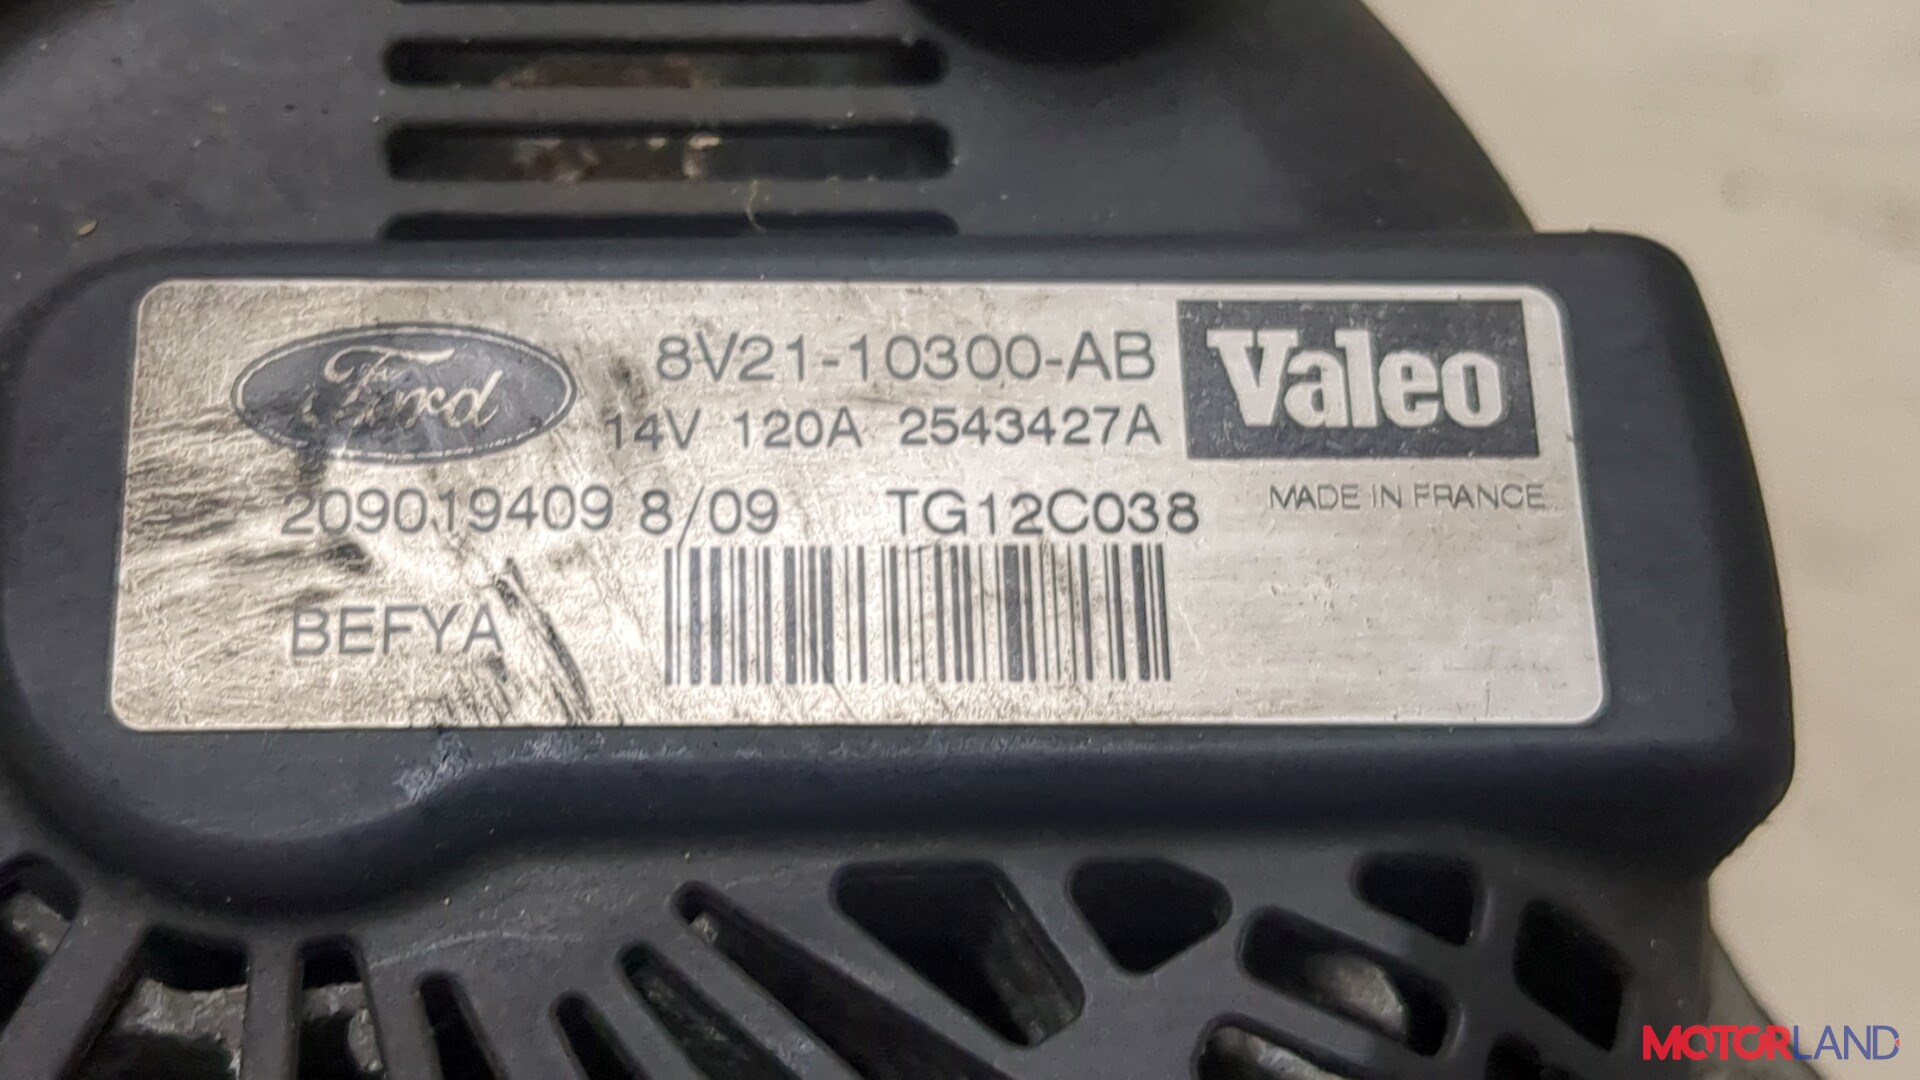 Ford
8V21-10300-AB
Valeo
14V 120A 2543427A
209019409 8/09 TG12C038
MADE IN FRANCE
BEFYA
MOTORLAND